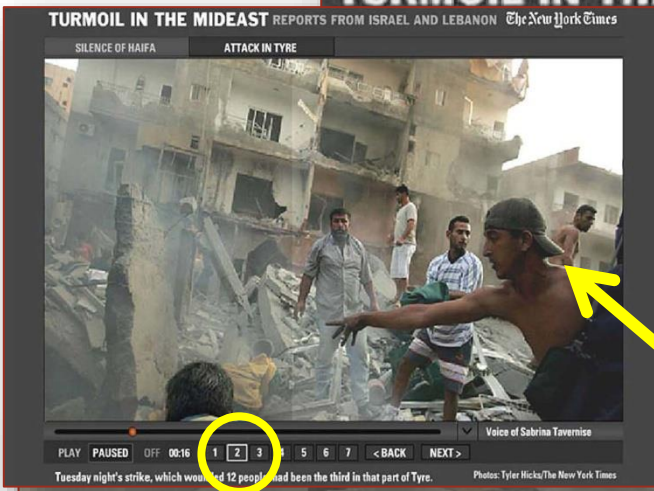 TURMOIL IN THE MIDEAST REPORTS FROM ISRAEL AND LEBANON The New York Times
SILENCE OF HAIFA ATTACK IN TYRE
Voice of Sabrina Tavernise
PLAY PAUSED OFF 00:16 1 2 3 4 5 6 7 < BACK NEXT >
Tuesday night's strike, which wounded 12 people had been the third in that part of Tyre. Photos: Tyler Hicks/The New York Times